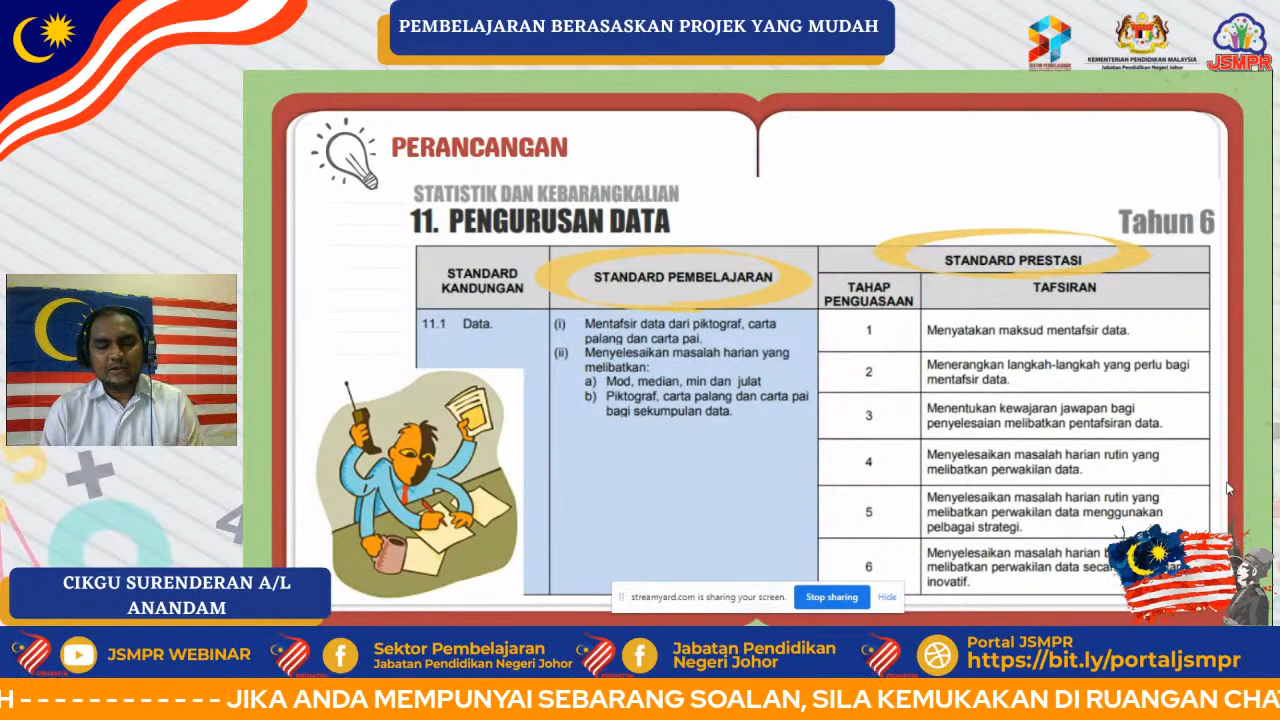 PEMBELAJARAN BERASASKAN PROJEK YANG MUDAH
KEMENTERIAN PENDIDIKAN MALAYSIA
Jabatan Pendidikan Negeri Johor
JSMPR
PERANCANGAN
STATISTIK DAN KEBARANGKALIAN
11. PENGURUSAN DATA
Tahun 6
STANDARD
KANDUNGAN
STANDARD PEMBELAJARAN
STANDARD PRESTASI
TAHAP
PENGUASAAN
TAFSIRAN
11.1 Data.
(i) Mentafsir data dari piktograf, carta
palang dan carta pai.
(ii) Menyelesaikan masalah harian yang
melibatkan:
a) Mod, median, min dan julat
b) Piktograf, carta palang dan carta pai
bagi sekumpulan data.
1 Menyatakan maksud mentafsir data.
2 Menerangkan langkah-langkah yang perlu bagi
mentafsir data.
3 Menentukan kewajaran jawapan bagi
penyelesaian melibatkan pentafsiran data.
4 Menyelesaikan masalah harian rutin yang
melibatkan perwakilan data.
5 Menyelesaikan masalah harian rutin yang
melibatkan perwakilan data menggunakan
pelbagai strategi.
6 Menyelesaikan masalah harian
melibatkan perwakilan data
inovatif.
streamyard.com is sharing your screen.
Stop sharing
Hide
CIKGU SURENDERAN A/L
ANANDAM
JSMPR WEBINAR
Sektor Pembelajaran
Jabatan Pendidikan Negeri Johor
Jabatan Pendidikan
Negeri Johor
Portal JSMPR
https://bit.ly/portaljsmpr
H - - - - - - - - - - - - JIKA ANDA MEMPUNYAI SEBARANG SOALAN, SILA KEMUKAKAN DI RUANGAN CHA